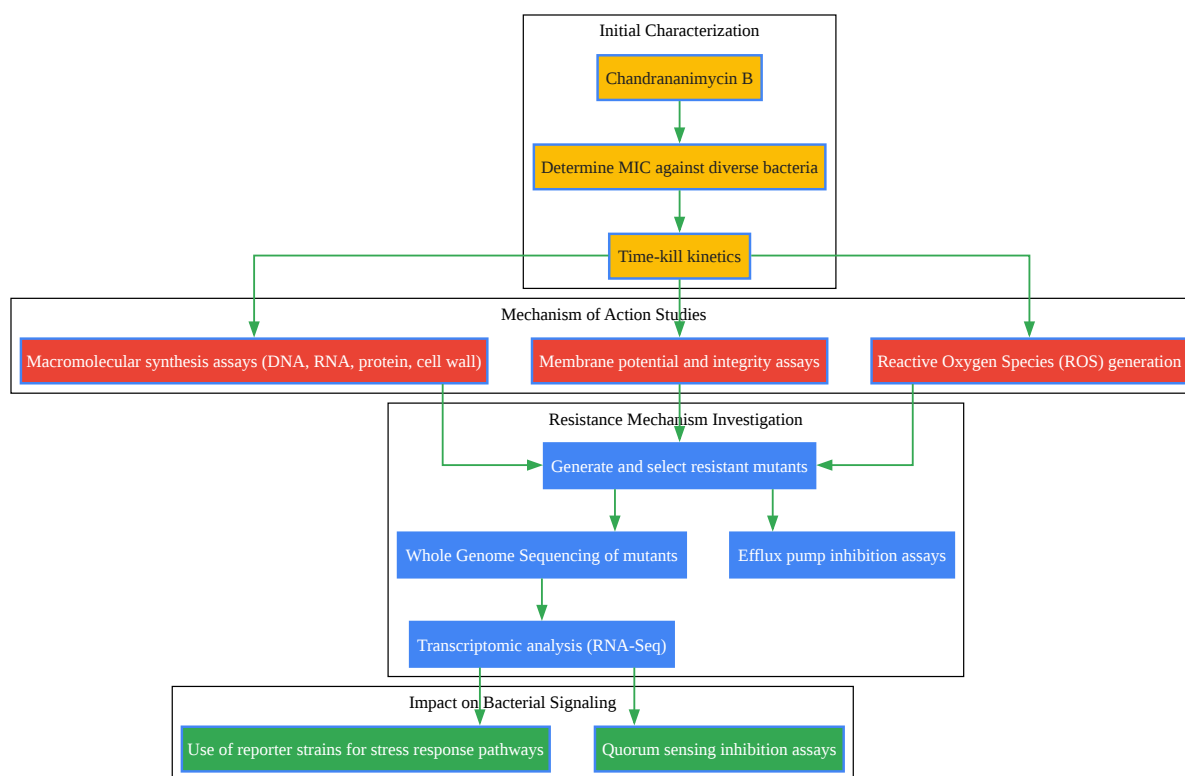 Initial Characterization
Chandrananimycin B
Determine MIC against diverse bacteria
Time-kill kinetics
Mechanism of Action Studies
Macromolecular synthesis assays (DNA, RNA, protein, cell wall)
Membrane potential and integrity assays
Reactive Oxygen Species (ROS) generation
Resistance Mechanism Investigation
Generate and select resistant mutants
Whole Genome Sequencing of mutants
Efflux pump inhibition assays
Transcriptomic analysis (RNA-Seq)
Impact on Bacterial Signaling
Use of reporter strains for stress response pathways
Quorum sensing inhibition assays